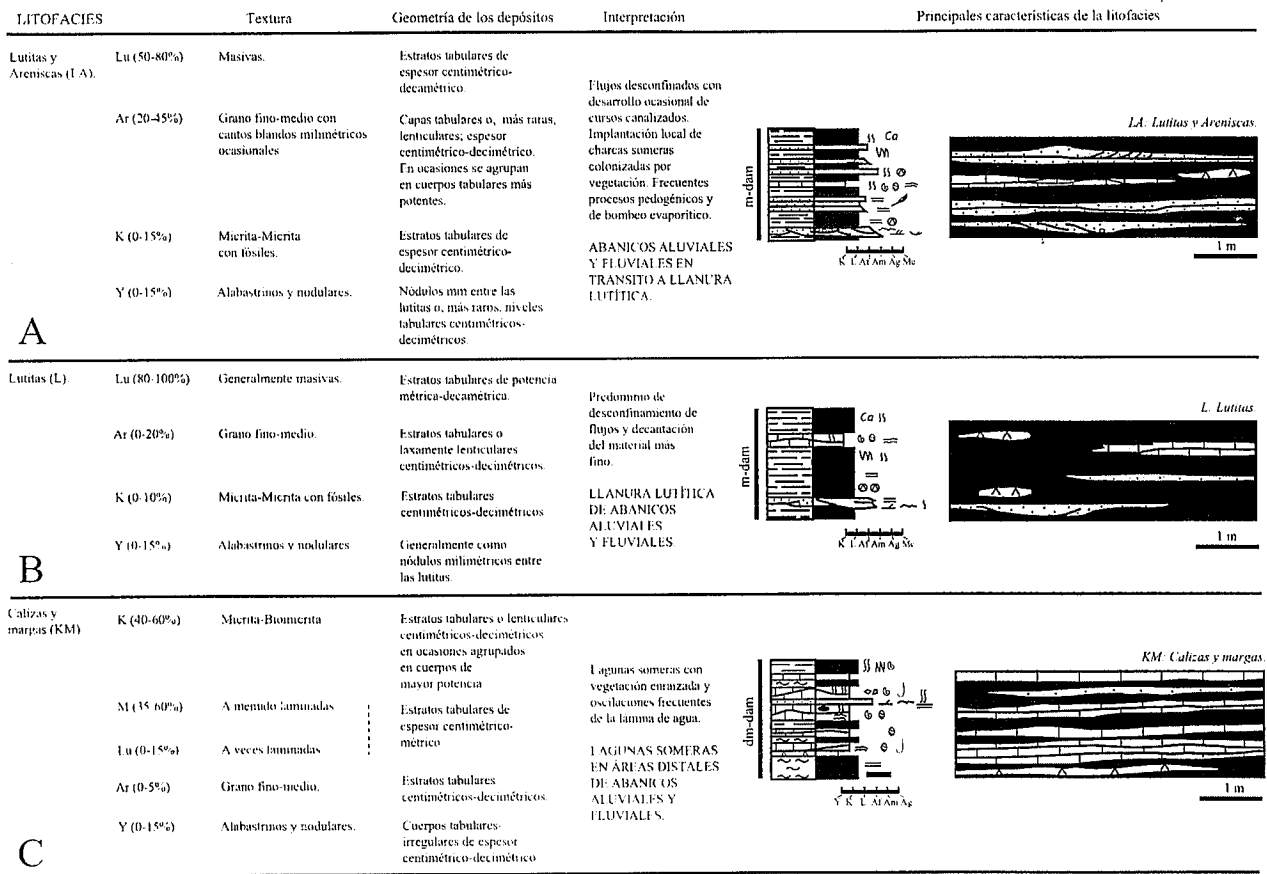 LITOFACIES Textura Geometría de los depósitos Interpretación Principales características de la litofacies
Lutitas y
Areniscas (LA).
Lu (50-80%) Masivas.
Estratos tabulares de
espesor centimétrico-
decamétrico.
Ar (20-45%) Grano fino-medio con
cantos blandos milimétricos
ocasionales
Capas tabulares o, más raras,
lenticulares; espesor
centimétrico-decimétrico.
En ocasiones se agrupan
en cuerpos tabulares más
potentes.
K (0-15%) Micrita-Micrita
con fósiles.
Estratos tabulares de
espesor centimétrico-
decimétrico.
Y (0-15%) Alabastrinos y nodulares.
Nódulos mm entre las
lutitas o, más raros, niveles
tabulares centimétricos-
decimétricos.
Flujos desconfinados con
desarrollo ocasional de
cursos canalizados.
Implantación local de
charcas someras
colonizadas por
vegetación. Frecuentes
procesos pedogénicos y
de bombeo evaporítico.
ABANICOS ALUVIALES
Y FLUVIALES EN
TRANSITO A LLANURA
LUTÍTICA.
m-dam
Ca
K L Af Am Ag Mc
LA: Lutitas y Areniscas.
1 m
A
Lutitas (L).
Lu (80-100%) Generalmente masivas.
Estratos tabulares de potencia
métrica-decamétrica.
Ar (0-20%) Grano fino-medio.
Estratos tabulares o
laxamente lenticulares
centimétricos-decimétricos.
K (0-10%) Micrita-Micrita con fósiles.
Estratos tabulares
centimétricos-decimétricos
Y (0-15%) Alabastrinos y nodulares
Generalmente como
nódulos milimétricos entre
las lutitas.
Predominio de
desconfinamiento de
flujos y decantación
del material más
fino.
LLANURA LUTÍTICA
DE ABANICOS
ALUVIALES
Y FLUVIALES.
m-dam
Ca
K L Af Am Ag Mc
L. Lutitas.
1 m
B
Calizas y
margas (KM)
K (40-60%) Micrita-Biomicrita
Estratos tabulares o lenticulares
centimétricos-decimétricos
en ocasiones agrupados
en cuerpos de
mayor potencia
M (35-60%) A menudo laminadas
Estratos tabulares de
espesor centimétrico-
métrico
Lu (0-15%) A veces laminadas
Ar (0-5%) Grano fino-medio.
Estratos tabulares
centimétricos-decimétricos.
Y (0-15%) Alabastrinos y nodulares.
Cuerpos tabulares-
irregulares de espesor
centimétrico-decimétrico
Lagunas someras con
vegetación enraizada y
oscilaciones frecuentes
de la lámina de agua.
LAGUNAS SOMERAS
EN ÁREAS DISTALES
DE ABANICOS
ALUVIALES Y
FLUVIALES.
dm-dam
Y K L Af Am Ag
KM: Calizas y margas.
1 m
C